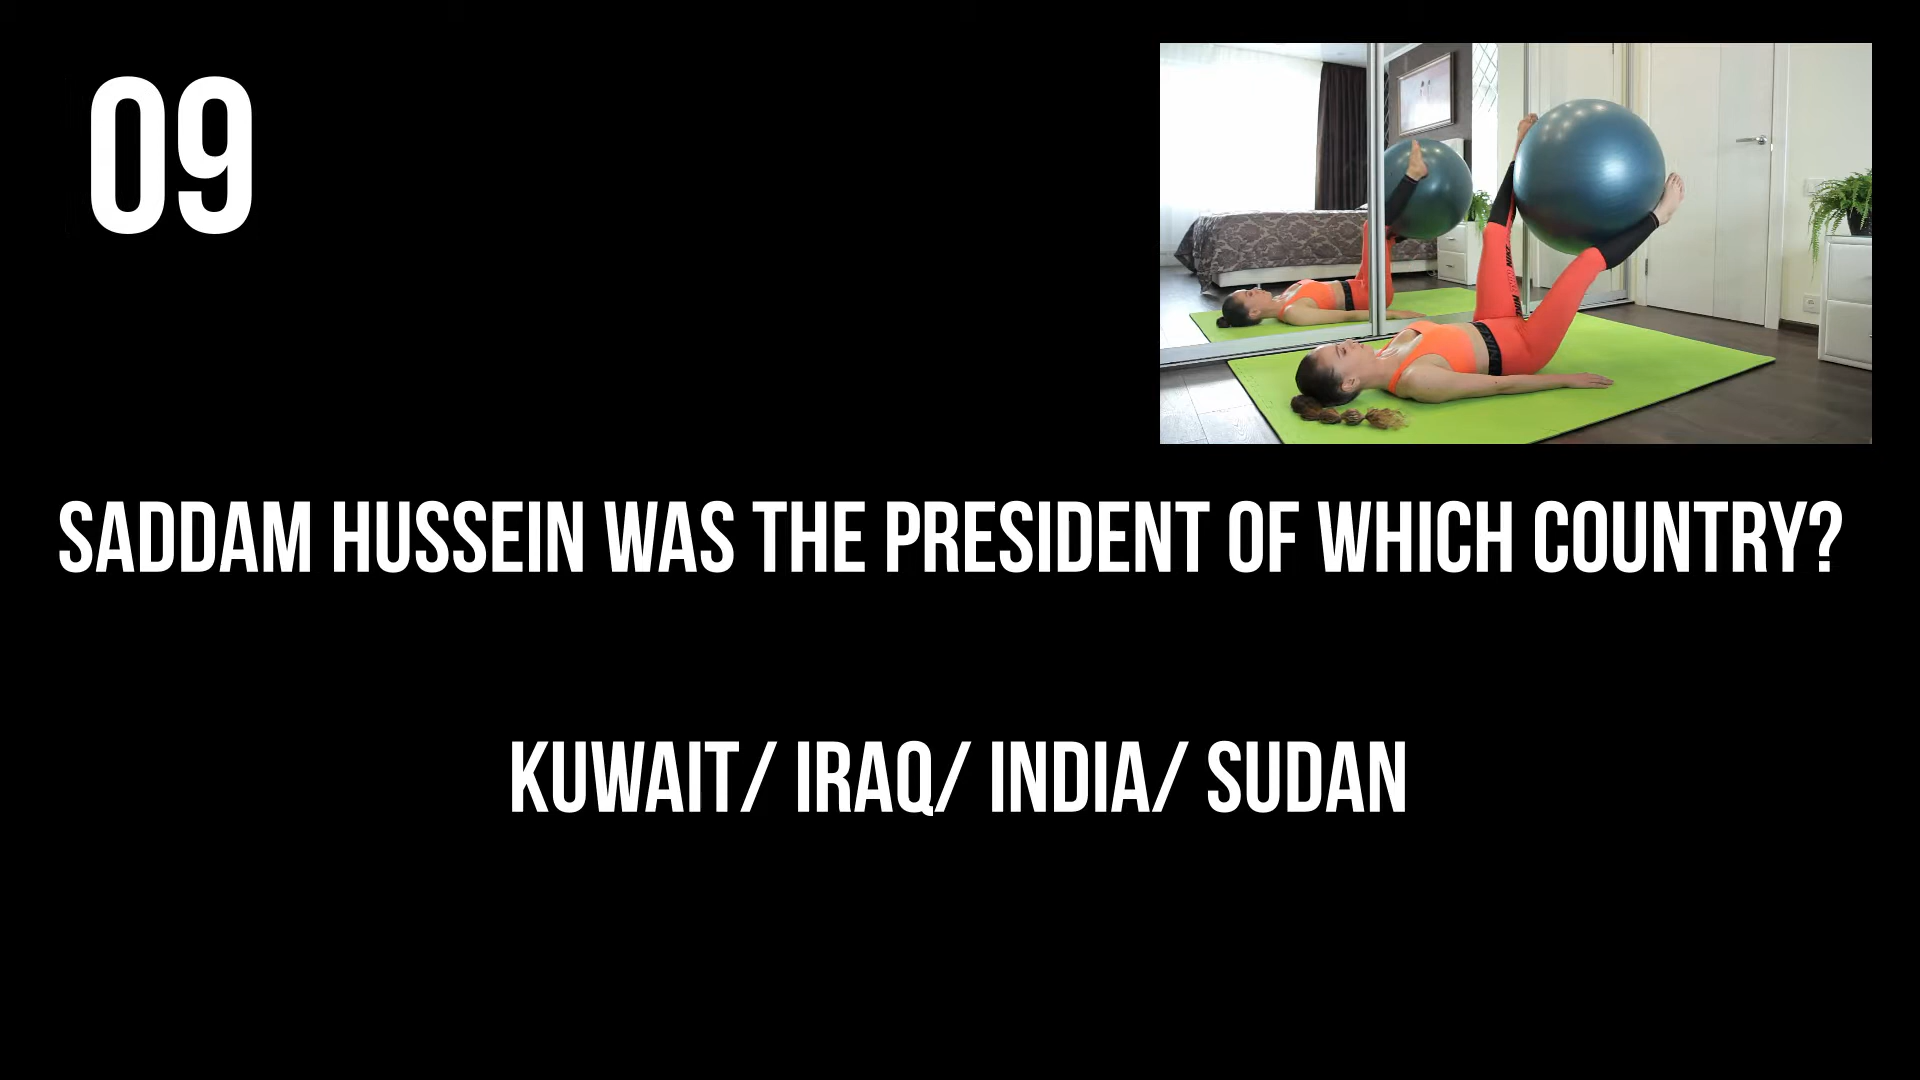 09
SADDAM HUSSEIN WAS THE PRESIDENT OF WHICH COUNTRY?
KUWAIT/ IRAQ/ INDIA/ SUDAN